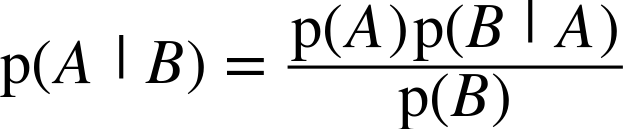 p(A | B) = p(A)p(B | A) / p(B)